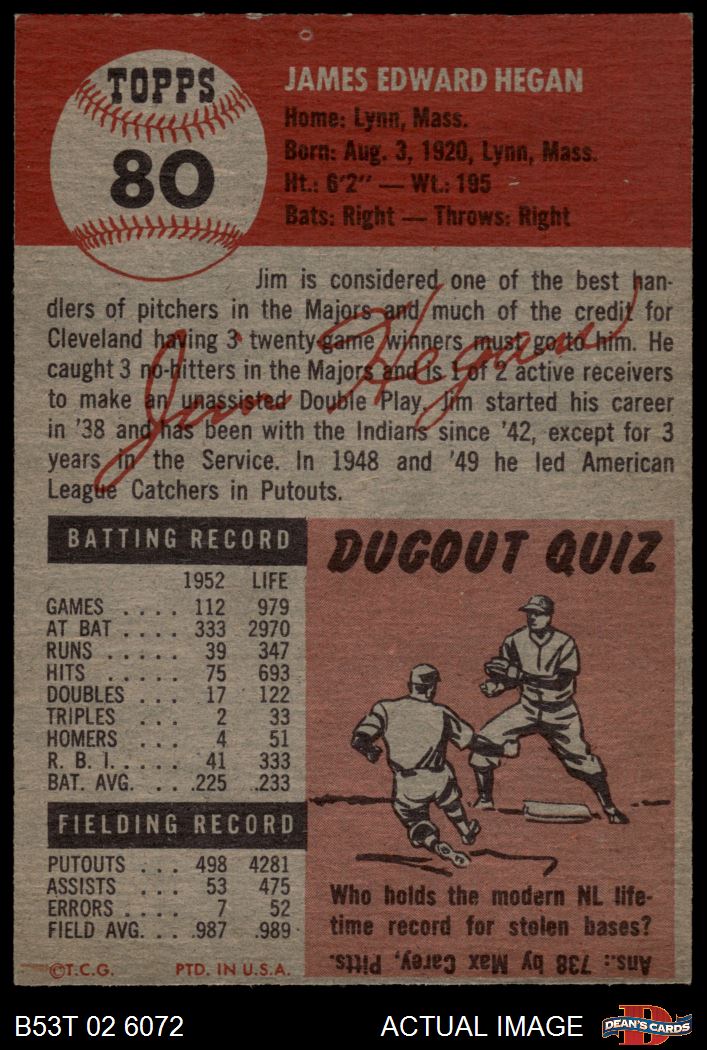 TOPPS
80
JAMES EDWARD HEGAN
Home: Lynn, Mass.
Born: Aug. 3, 1920, Lynn, Mass.
Ht.: 6'2" — Wt.: 195
Bats: Right — Throws: Right
Jim is considered one of the best han-
dlers of pitchers in the Majors and much of the credit for
Cleveland having 3 twenty game winners must go to him. He
caught 3 no-hitters in the Majors and is 1 of 2 active receivers
to make an unassisted Double Play. Jim started his career
in '38 and has been with the Indians since '42, except for 3
years in the Service. In 1948 and '49 he led American
League Catchers in Putouts.
Jim Hegan
BATTING RECORD
1952 LIFE
GAMES . . . . 112 979
AT BAT . . . . 333 2970
RUNS . . . . . 39 347
HITS . . . . . 75 693
DOUBLES . . . 17 122
TRIPLES . . . 2 33
HOMERS . . . 4 51
R. B. I. . . . . 41 333
BAT. AVG. . . .225 .233
FIELDING RECORD
PUTOUTS . . . 498 4281
ASSISTS . . . 53 475
ERRORS . . . . 7 52
FIELD AVG. . . .987 .989
©T.C.G. PTD. IN U.S.A.
DUGOUT QUIZ
Who holds the modern NL life-
time record for stolen bases?
Ans.: 738 by Max Carey, Pitts.
B53T 02 6072
ACTUAL IMAGE
D
DEAN'S CARDS